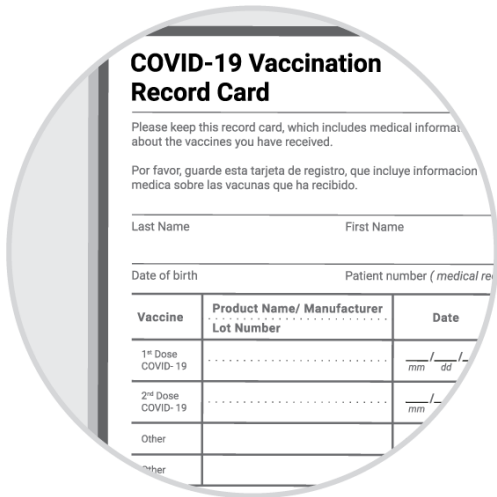 COVID-19 Vaccination
Record Card
Please keep this record card, which includes medical
about the vaccines you have received.
Por favor, guarde esta tarjeta de registro, que incluye informacion
medica sobre las vacunas que ha recibido.
Last Name First Name
Date of birth Patient number ( medical
Vaccine Product Name/ Manufacturer Date
Lot Number
1st Dose
COVID- 19
mm / dd /
2nd Dose
COVID- 19
mm /
Other
Other